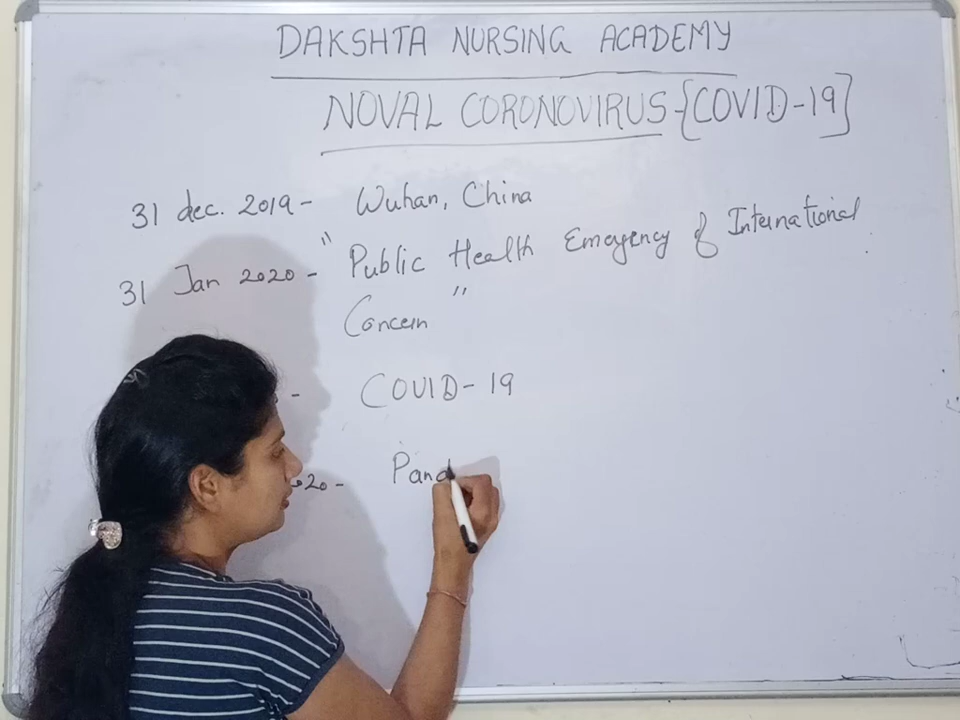 DAKSHTA NURSING ACADEMY
NOVAL CORONOVIRUS-{COVID-19]
31 dec. 2019 - Wuhan, China
31 Jan 2020 - "Public Health Emergency of International
Concern"
- COVID-19
2020 - Pand